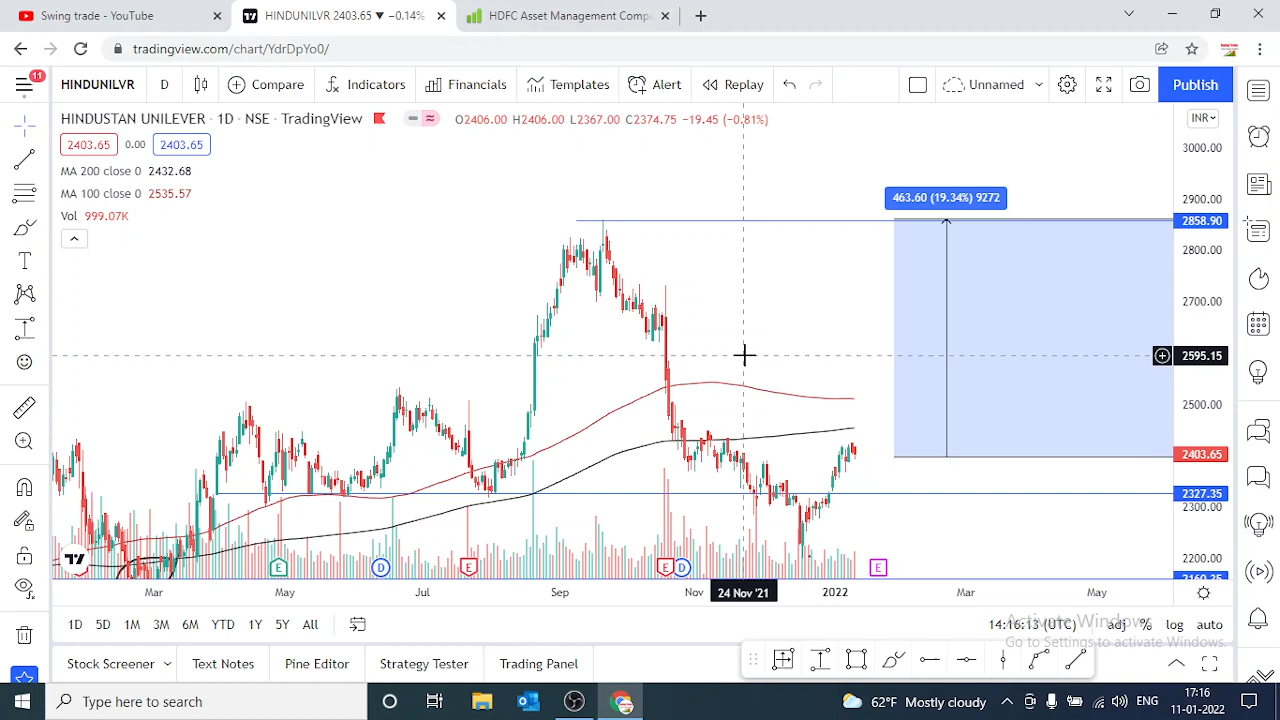 Swing trade - YouTube
HINDUNILVR 2403.65 ▼ −0.14%
HDFC Asset Management Comp
tradingview.com/chart/YdrDpYo0/
11
HINDUNILVR
D
Compare
Indicators
Financials
Templates
Alert
Replay
Unnamed
Publish
HINDUSTAN UNILEVER · 1D · NSE · TradingView
O2406.00 H2406.00 L2367.00 C2374.75 −19.45 (−0.81%)
INR
2403.65 0.00 2403.65
MA 200 close 0 2432.68
MA 100 close 0 2535.57
Vol 999.07K
463.60 (19.34%) 9272
3000.00
2900.00
2858.90
2800.00
2700.00
2595.15
2500.00
2403.65
2327.35
2300.00
2200.00
2160.35
E
D
E
E
D
E
Mar
May
Jul
Sep
Nov
24 Nov '21
2022
Mar
May
1D 5D 1M 3M 6M YTD 1Y 5Y All
14:16:13 (UTC)
adj % log auto
Activate Windows
Go to Settings to activate Windows.
Stock Screener
Text Notes
Pine Editor
Strategy Tester
Trading Panel
Type here to search
62°F Mostly cloudy
ENG
17:16
11-01-2022